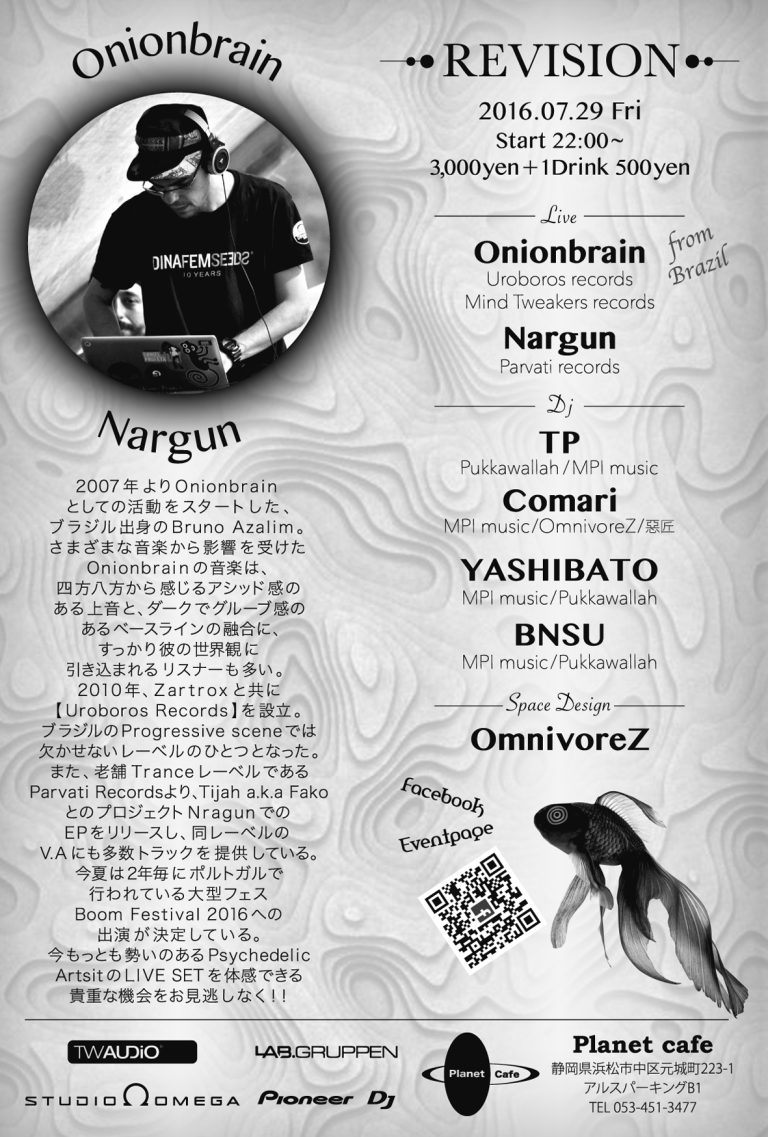 Onionbrain
DINAFEMSEEDS
10 YEARS
Nargun
2007年よりOnionbrain
としての活動をスタートした、
ブラジル出身のBruno Azalim。
さまざまな音楽から影響を受けた
Onionbrainの音楽は、
四方八方から感じるアシッド感の
ある上音と、ダークでグルーブ感の
あるベースラインの融合に、
すっかり彼の世界観に
引き込まれるリスナーも多い。
2010年、Zartroxと共に
【Uroboros Records】を設立。
ブラジルのProgressive sceneでは
欠かせないレーベルのひとつとなった。
また、老舗Tranceレーベルである
Parvati Recordsより、Tijah a.k.a Fako
とのプロジェクトNragunでの
EPをリリースし、同レーベルの
V.Aにも多数トラックを提供している。
今夏は2年毎にポルトガルで
行われている大型フェス
Boom Festival 2016への
出演が決定している。
今もっとも勢いのあるPsychedelic
ArtsitのLIVE SETを体感できる
貴重な機会をお見逃しなく!!
REVISION
2016.07.29 Fri
Start 22:00~
3,000yen+1Drink 500yen
Live
Onionbrain
from Brazil
Uroboros records
Mind Tweakers records
Nargun
Parvati records
Dj
TP
Pukkawallah/MPI music
Comari
MPI music/OmnivoreZ/惡匠
YASHIBATO
MPI music/Pukkawallah
BNSU
MPI music/Pukkawallah
Space Design
OmnivoreZ
Facebook
Eventpage
TWAUDiO
LAB.GRUPPEN
STUDIO OMEGA
Pioneer Dj
Planet Cafe
Planet cafe
静岡県浜松市中区元城町223-1
アルスパーキングB1
TEL 053-451-3477